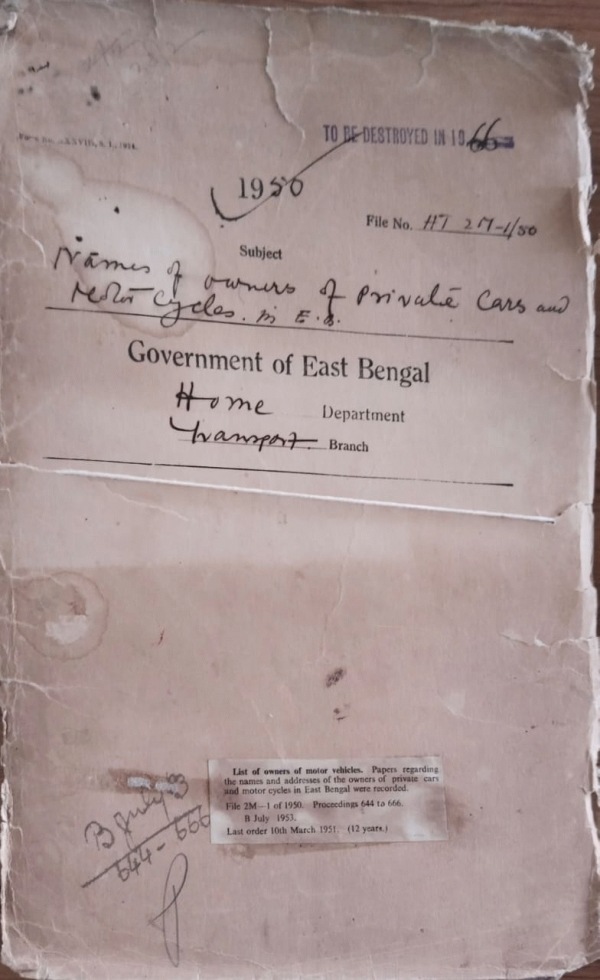 TO BE DESTROYED IN 1966
1950
File No. HT 2M-1/50
Subject
Names of owners of Private Cars and
Motor Cycles. in E.B.
Government of East Bengal
Home Department
Transport Branch
List of owners of motor vehicles. Papers regarding
the names and addresses of the owners of private cars
and motor cycles in East Bengal were recorded.
File 2M—1 of 1950. Proceedings 644 to 666.
B July 1953.
Last order 10th March 1951. (12 years.)
B July 53
644-666